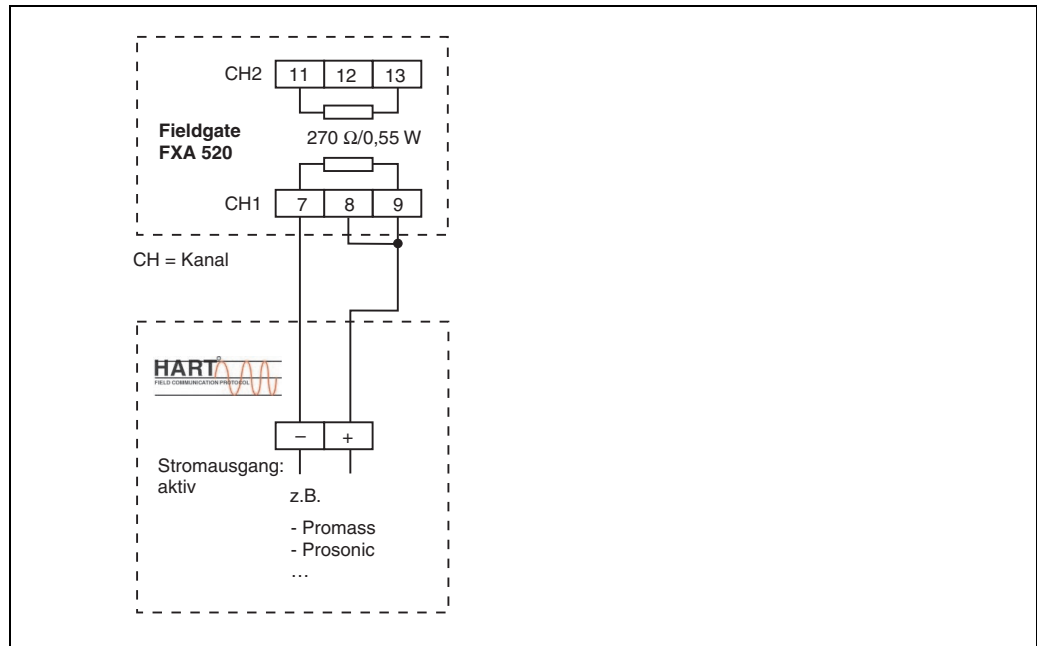 CH2 11 12 13
Fieldgate
FXA 520
270 Ω/0,55 W
CH1 7 8 9
CH = Kanal
HART
FIELD COMMUNICATION PROTOCOL
– +
Stromausgang:
aktiv
z.B.
- Promass
- Prosonic
…